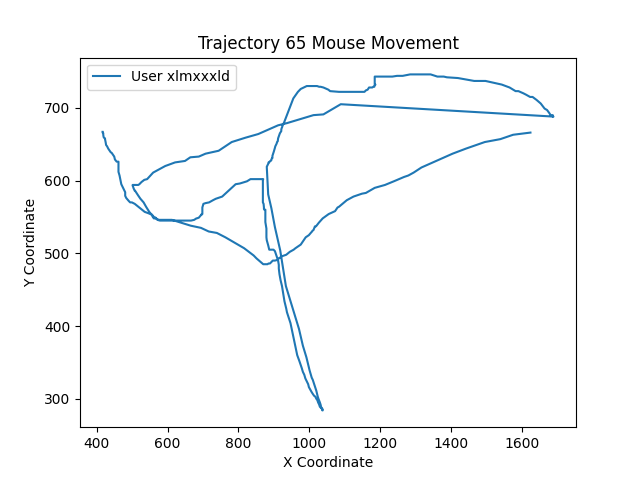 Trajectory 65 Mouse Movement
User xlmxxxld
Y Coordinate
700
600
500
400
300
400 600 800 1000 1200 1400 1600
X Coordinate